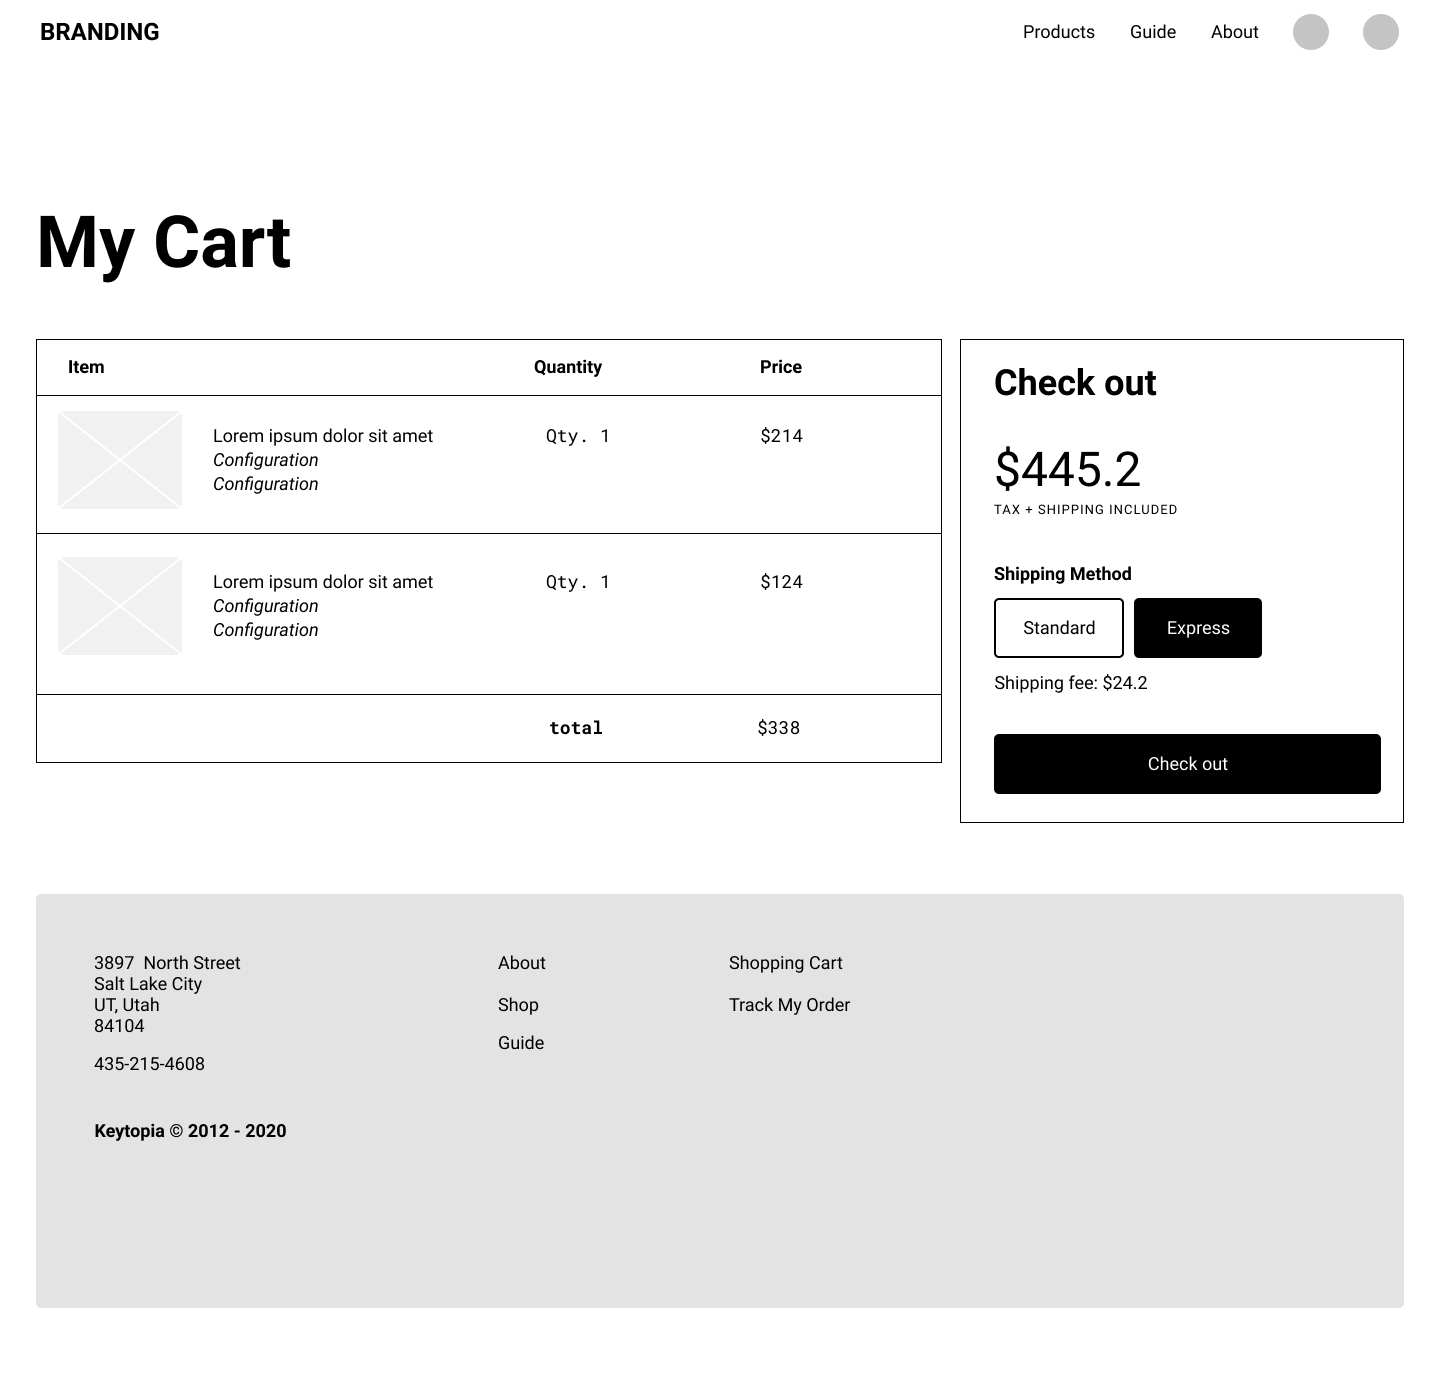 BRANDING Products Guide About
My Cart
Item Quantity Price
Lorem ipsum dolor sit amet Qty. 1 $214
Configuration
Configuration
Lorem ipsum dolor sit amet Qty. 1 $124
Configuration
Configuration
total $338
Check out
$445.2
TAX + SHIPPING INCLUDED
Shipping Method
Standard Express
Shipping fee: $24.2
Check out
3897  North Street
Salt Lake City
UT, Utah
84104
435-215-4608
Keytopia © 2012 - 2020
About
Shop
Guide
Shopping Cart
Track My Order